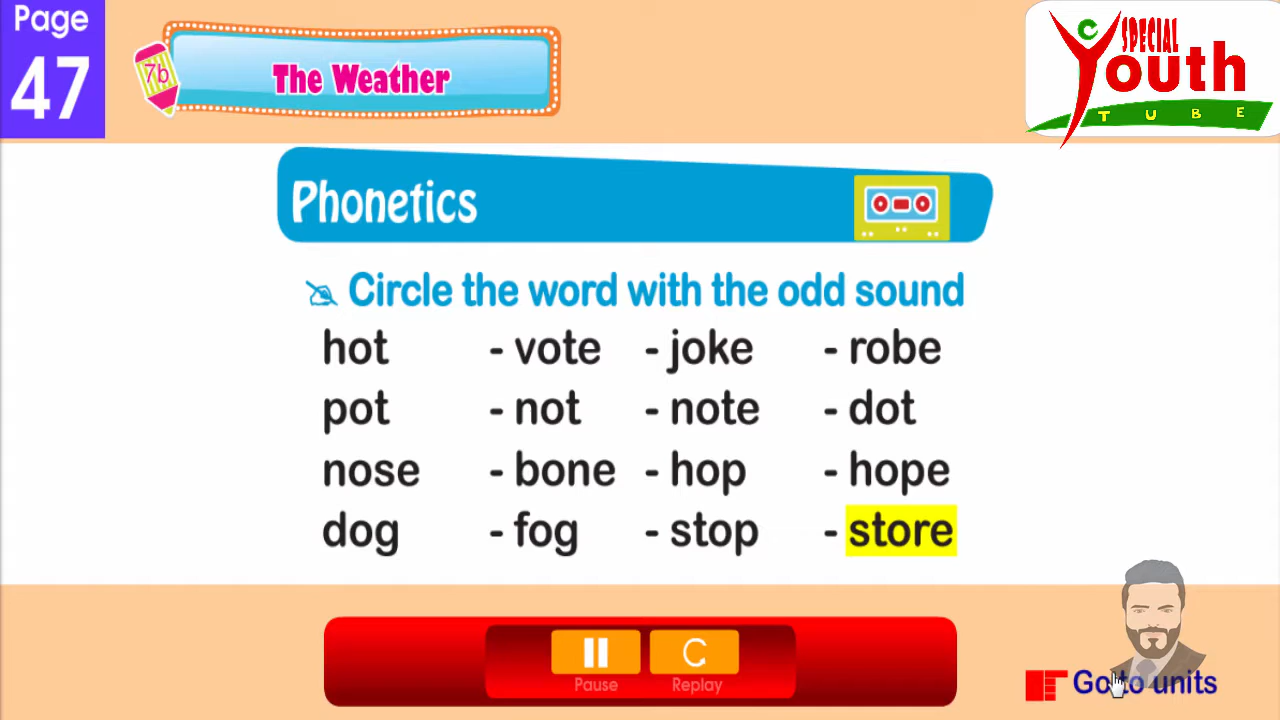 Page
47
7b
The Weather
C
SPECIAL
Youth
TUBE
Phonetics
Circle the word with the odd sound
hot - vote - joke - robe
pot - not - note - dot
nose - bone - hop - hope
dog - fog - stop - store
Pause Replay
Go to units